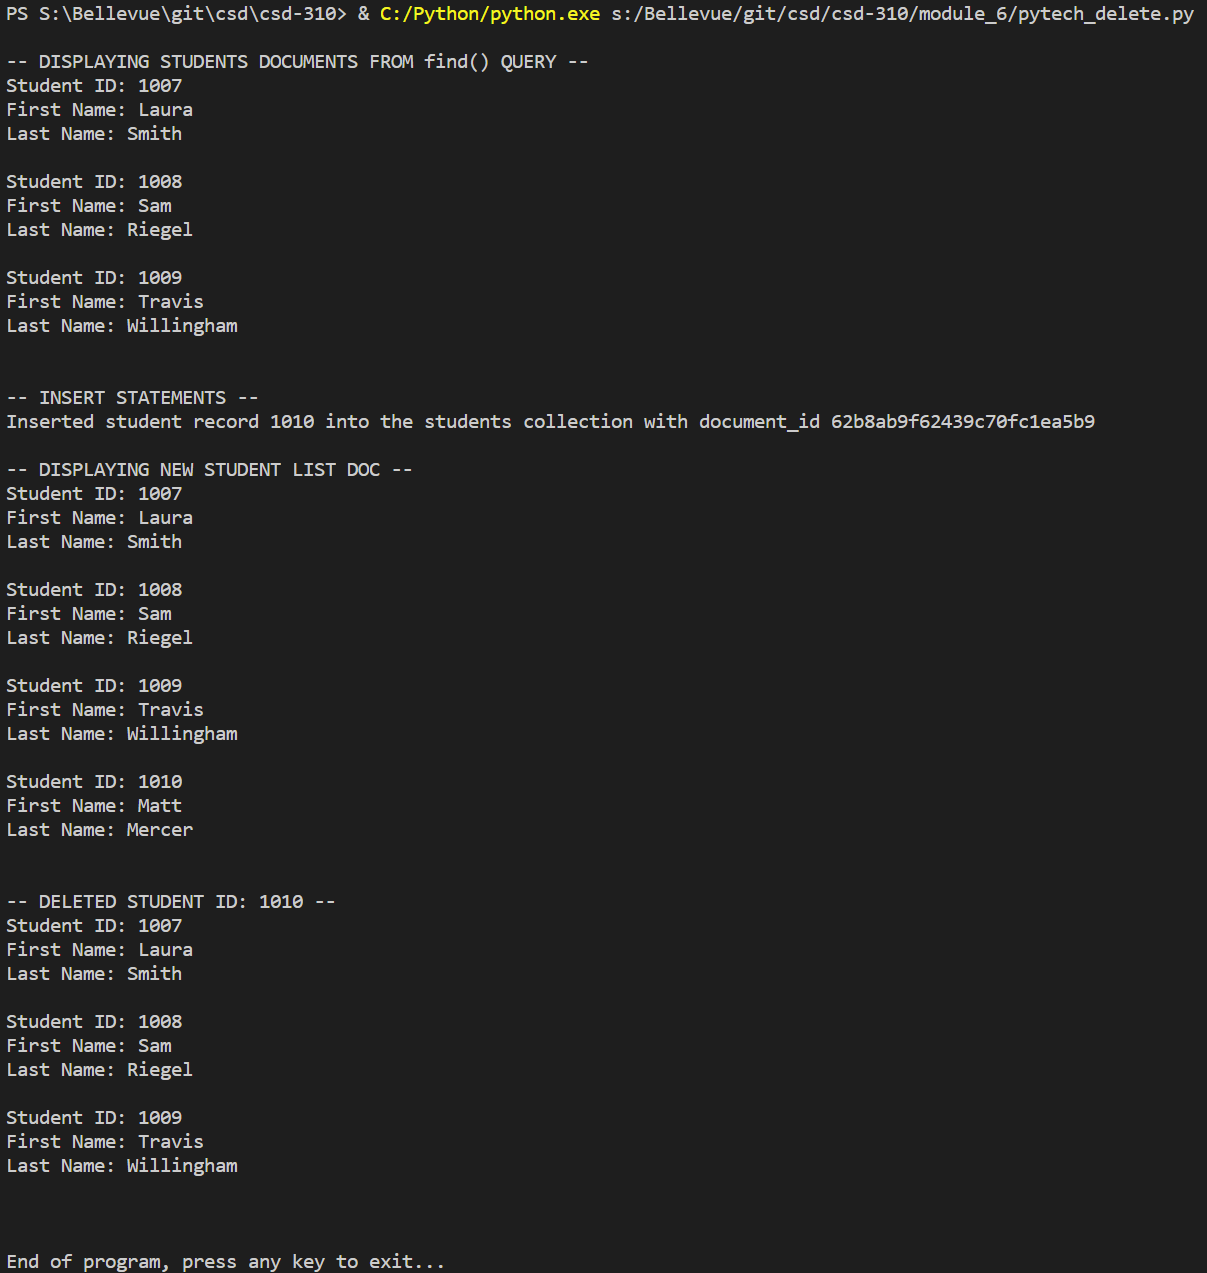 PS S:\Bellevue\git\csd\csd-310> & C:/Python/python.exe s:/Bellevue/git/csd/csd-310/module_6/pytech_delete.py
-- DISPLAYING STUDENTS DOCUMENTS FROM find() QUERY --
Student ID: 1007
First Name: Laura
Last Name: Smith
Student ID: 1008
First Name: Sam
Last Name: Riegel
Student ID: 1009
First Name: Travis
Last Name: Willingham
-- INSERT STATEMENTS --
Inserted student record 1010 into the students collection with document_id 62b8ab9f62439c70fc1ea5b9
-- DISPLAYING NEW STUDENT LIST DOC --
Student ID: 1007
First Name: Laura
Last Name: Smith
Student ID: 1008
First Name: Sam
Last Name: Riegel
Student ID: 1009
First Name: Travis
Last Name: Willingham
Student ID: 1010
First Name: Matt
Last Name: Mercer
-- DELETED STUDENT ID: 1010 --
Student ID: 1007
First Name: Laura
Last Name: Smith
Student ID: 1008
First Name: Sam
Last Name: Riegel
Student ID: 1009
First Name: Travis
Last Name: Willingham
End of program, press any key to exit...